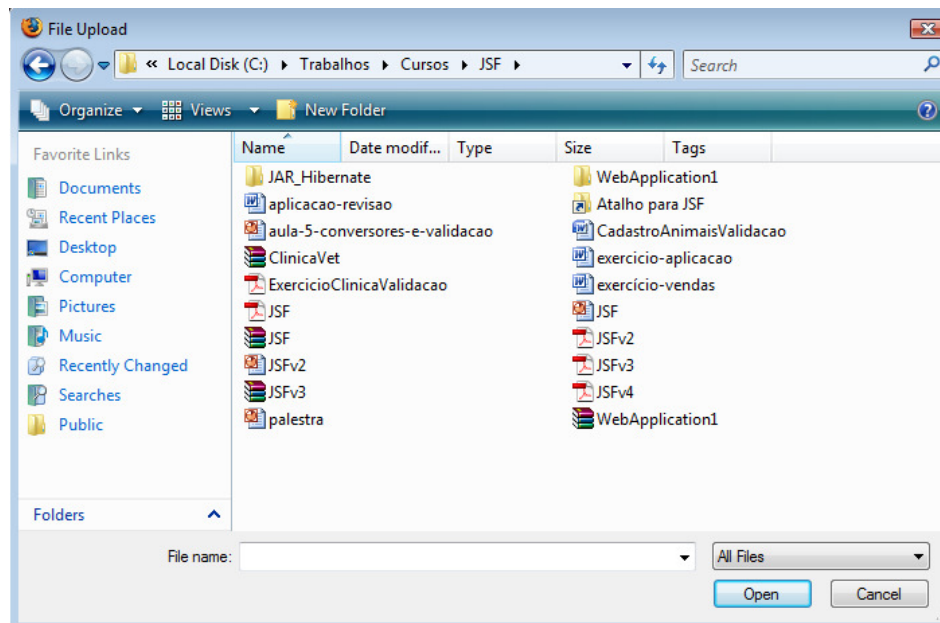 File Upload
« Local Disk (C:) Trabalhos Cursos JSF
Search
Organize Views New Folder
Favorite Links
Documents
Recent Places
Desktop
Computer
Pictures
Music
Recently Changed
Searches
Public
Folders
Name Date modif... Type Size Tags
JAR_Hibernate WebApplication1
aplicacao-revisao Atalho para JSF
aula-5-conversores-e-validacao CadastroAnimaisValidacao
ClinicaVet exercicio-aplicacao
ExercicioClinicaValidacao exercício-vendas
JSF JSF
JSF JSFv2
JSFv2 JSFv3
JSFv3 JSFv4
palestra WebApplication1
File name: All Files
Open Cancel